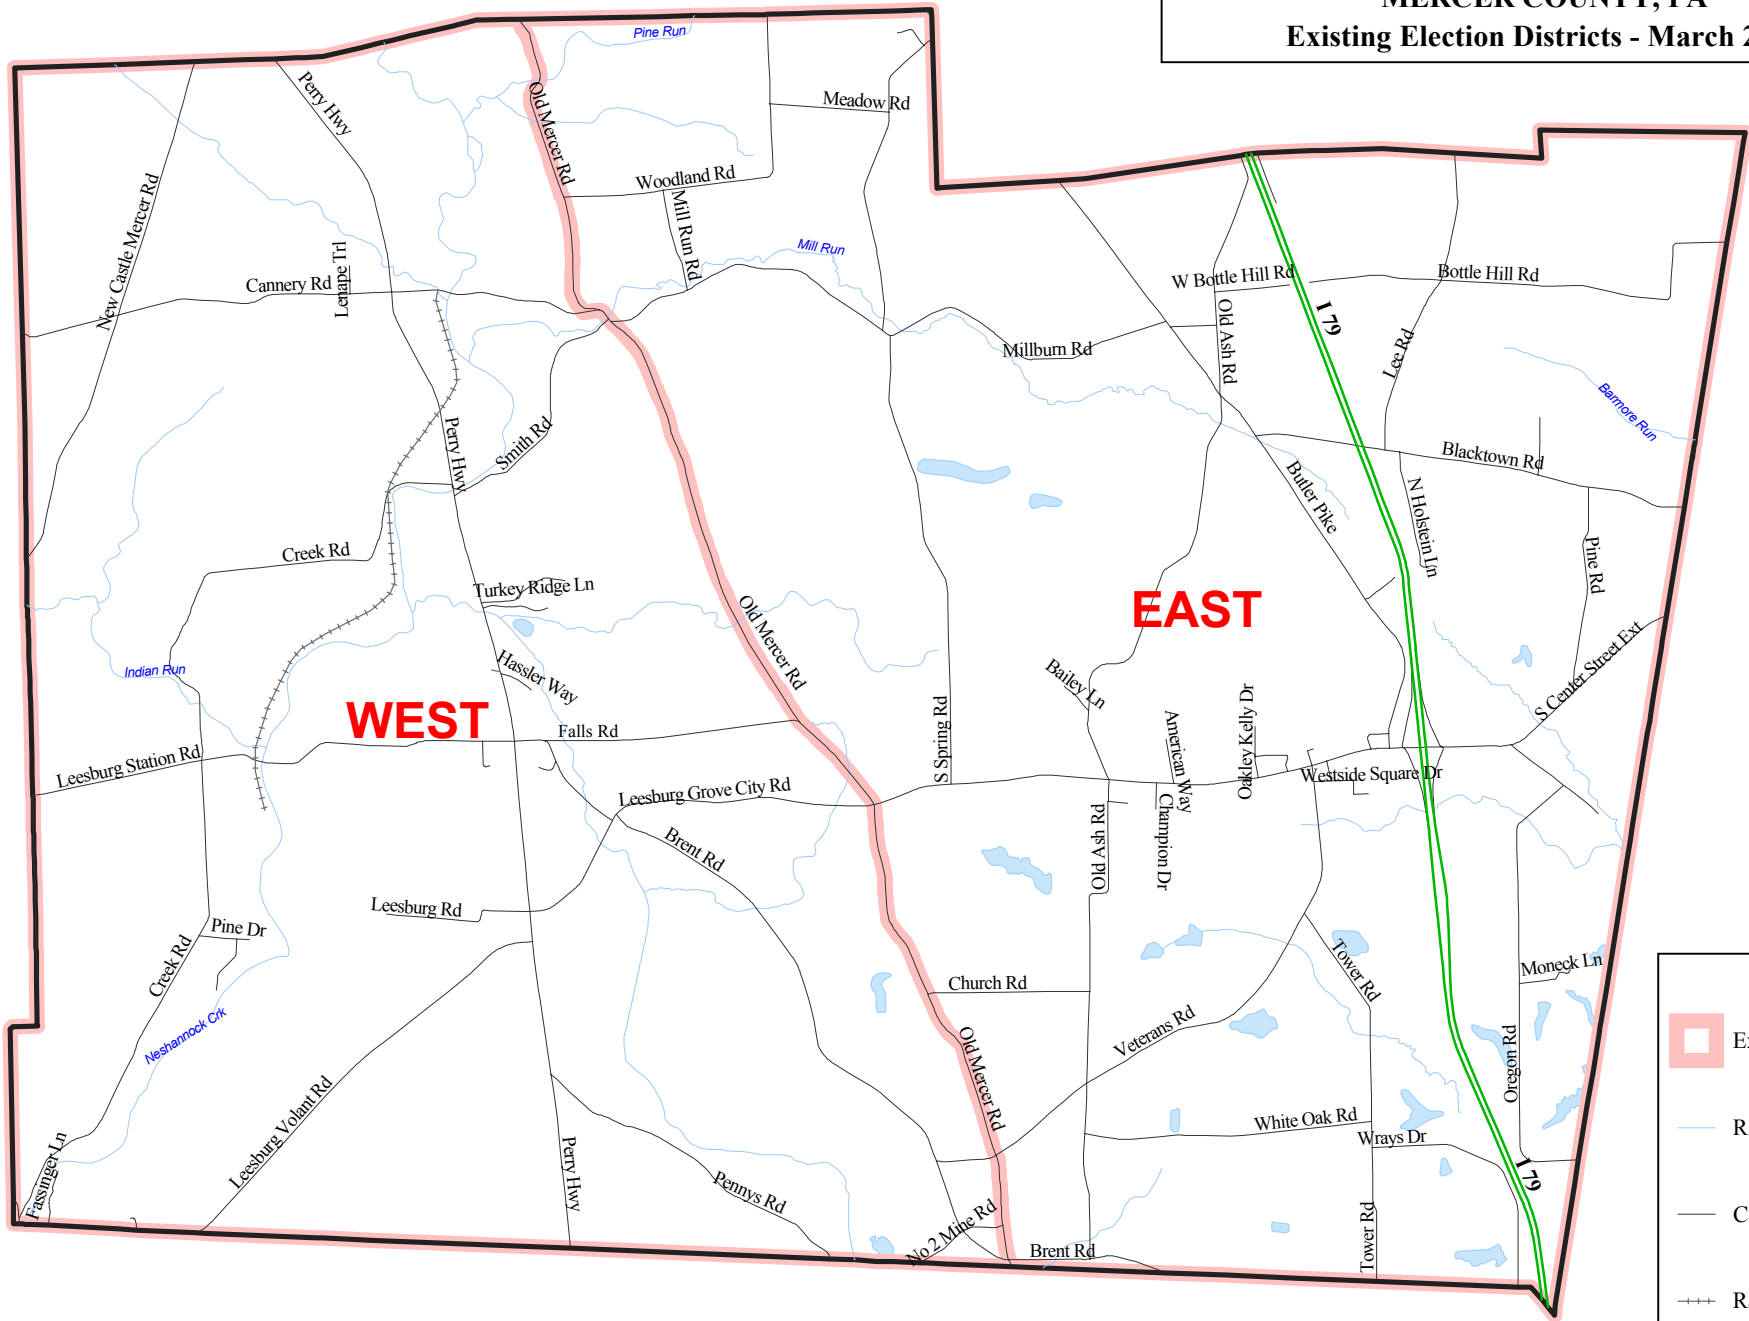 MERCER COUNTY, PA
Existing Election Districts - March 2
Pine Run
Perry Hwy
Old Mercer Rd
Meadow Rd
Woodland Rd
New Castle Mercer Rd
Mill Run Rd
Mill Run
Lenape Trl
Cannery Rd
W Bottle Hill Rd
Bottle Hill Rd
I 79
Old Ash Rd
Millburn Rd
Lee Rd
Barmore Run
Perry Hwy
Smith Rd
Blacktown Rd
Butler Pike
N Holstein Ln
Creek Rd
Pine Rd
Turkey Ridge Ln
Old Mercer Rd
EAST
Indian Run
Hassler Way
Bailey Ln
S Center Street Ext
WEST
Falls Rd
S Spring Rd
American Way
Oakley Kelly Dr
Leesburg Station Rd
Westside Square Dr
Leesburg Grove City Rd
Brent Rd
Old Ash Rd
Champion Dr
Leesburg Rd
Pine Dr
Creek Rd
Tower Rd
Moneck Ln
Church Rd
Neshannock Crk
Veterans Rd
Old Mercer Rd
Oregon Rd
Leesburg Volant Rd
White Oak Rd
Wrays Dr
Fassinger Ln
Perry Hwy
Pennys Rd
I 79
No 2 Mine Rd
Brent Rd
Tower Rd
R
C
R